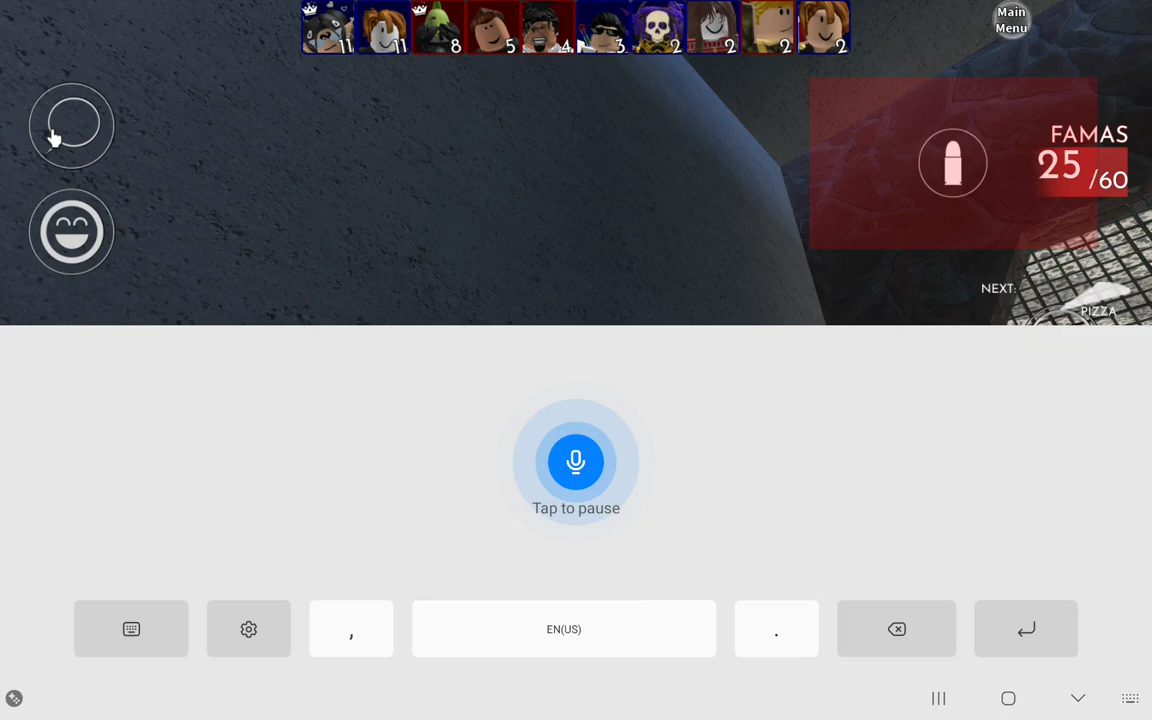 11 11 8 5 4 3 2 2 2 2
Main
Menu
FAMAS
25 /60
NEXT:
PIZZA
Tap to pause
, EN(US) .